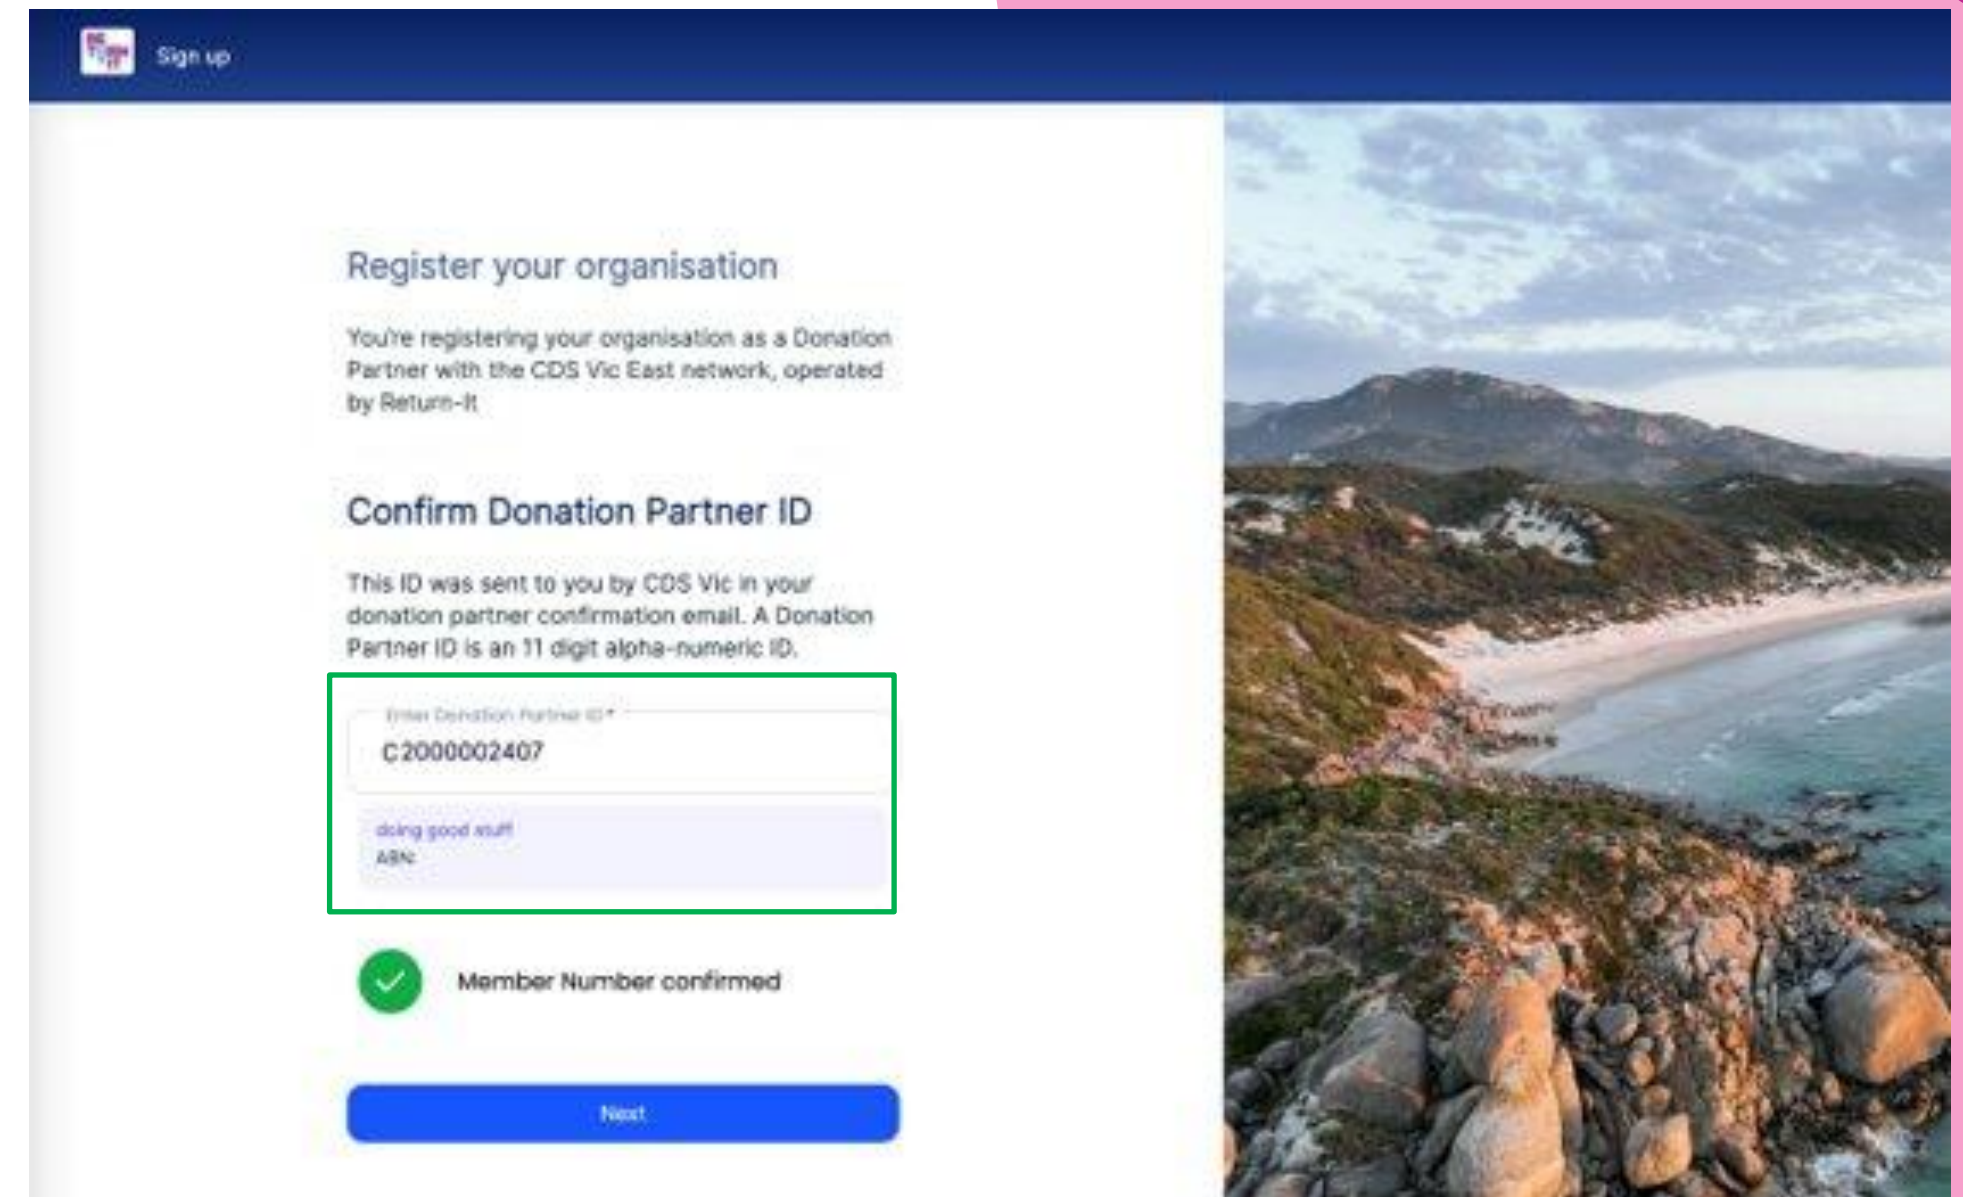 RE
TURN
IT
Sign up
Register your organisation
You're registering your organisation as a Donation
Partner with the CDS Vic East network, operated
by Return-It
Confirm Donation Partner ID
This ID was sent to you by CDS Vic in your
donation partner confirmation email. A Donation
Partner ID is an 11 digit alpha-numeric ID.
Enter Donation Partner ID*
C2000002407
doing good stuff
ABN:
Member Number confirmed
Next